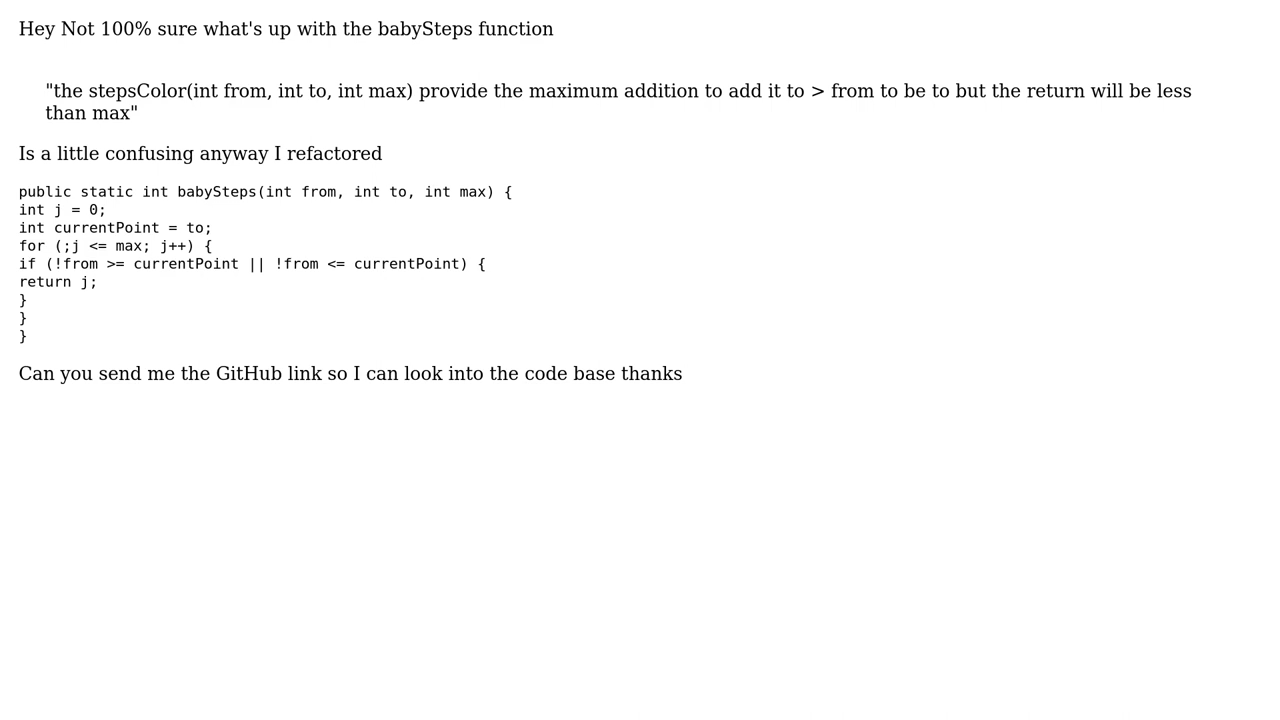 Hey Not 100% sure what's up with the babySteps function
"the stepsColor(int from, int to, int max) provide the maximum addition to add it to > from to be to but the return will be less
than max"
Is a little confusing anyway I refactored
public static int babySteps(int from, int to, int max) {
int j = 0;
int currentPoint = to;
for (;j <= max; j++) {
if (!from >= currentPoint || !from <= currentPoint) {
return j;
}
}
}
Can you send me the GitHub link so I can look into the code base thanks